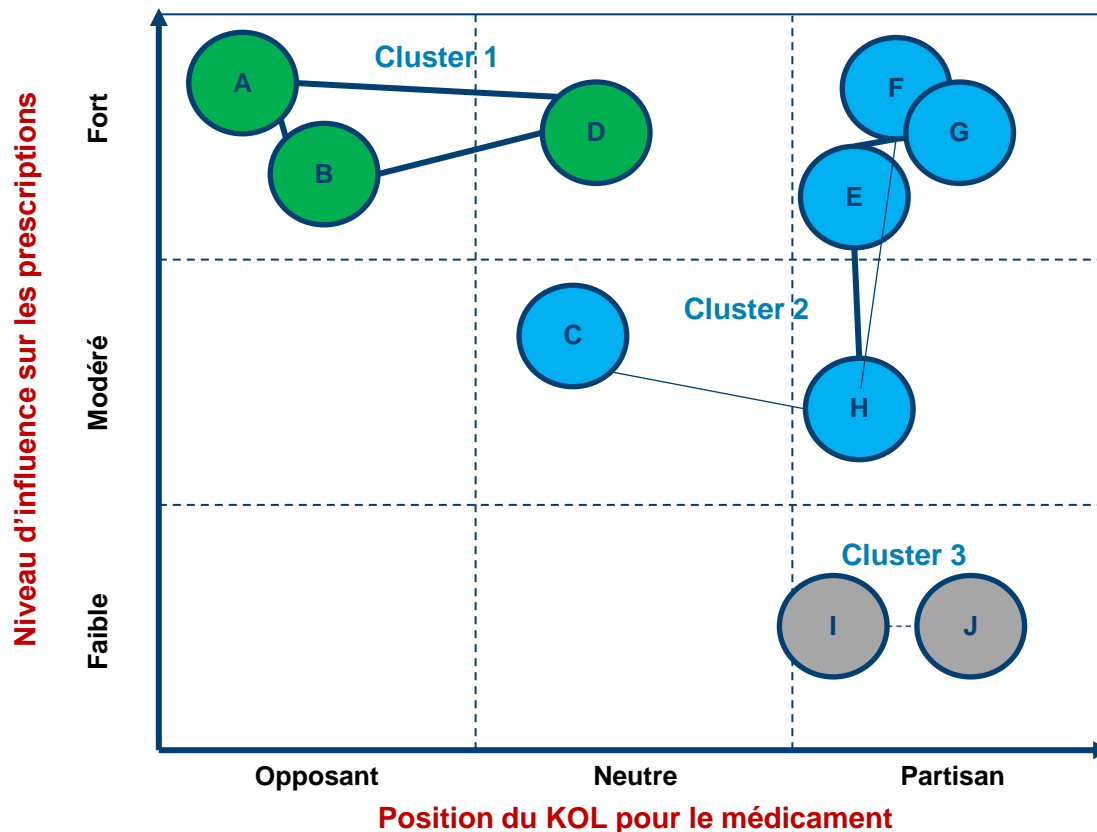 Niveau d'influence sur les prescriptions
Fort
Modéré
Faible
Cluster 1
A
B
D
F
G
E
Cluster 2
C
H
Cluster 3
I
J
Opposant
Neutre
Partisan
Position du KOL pour le médicament